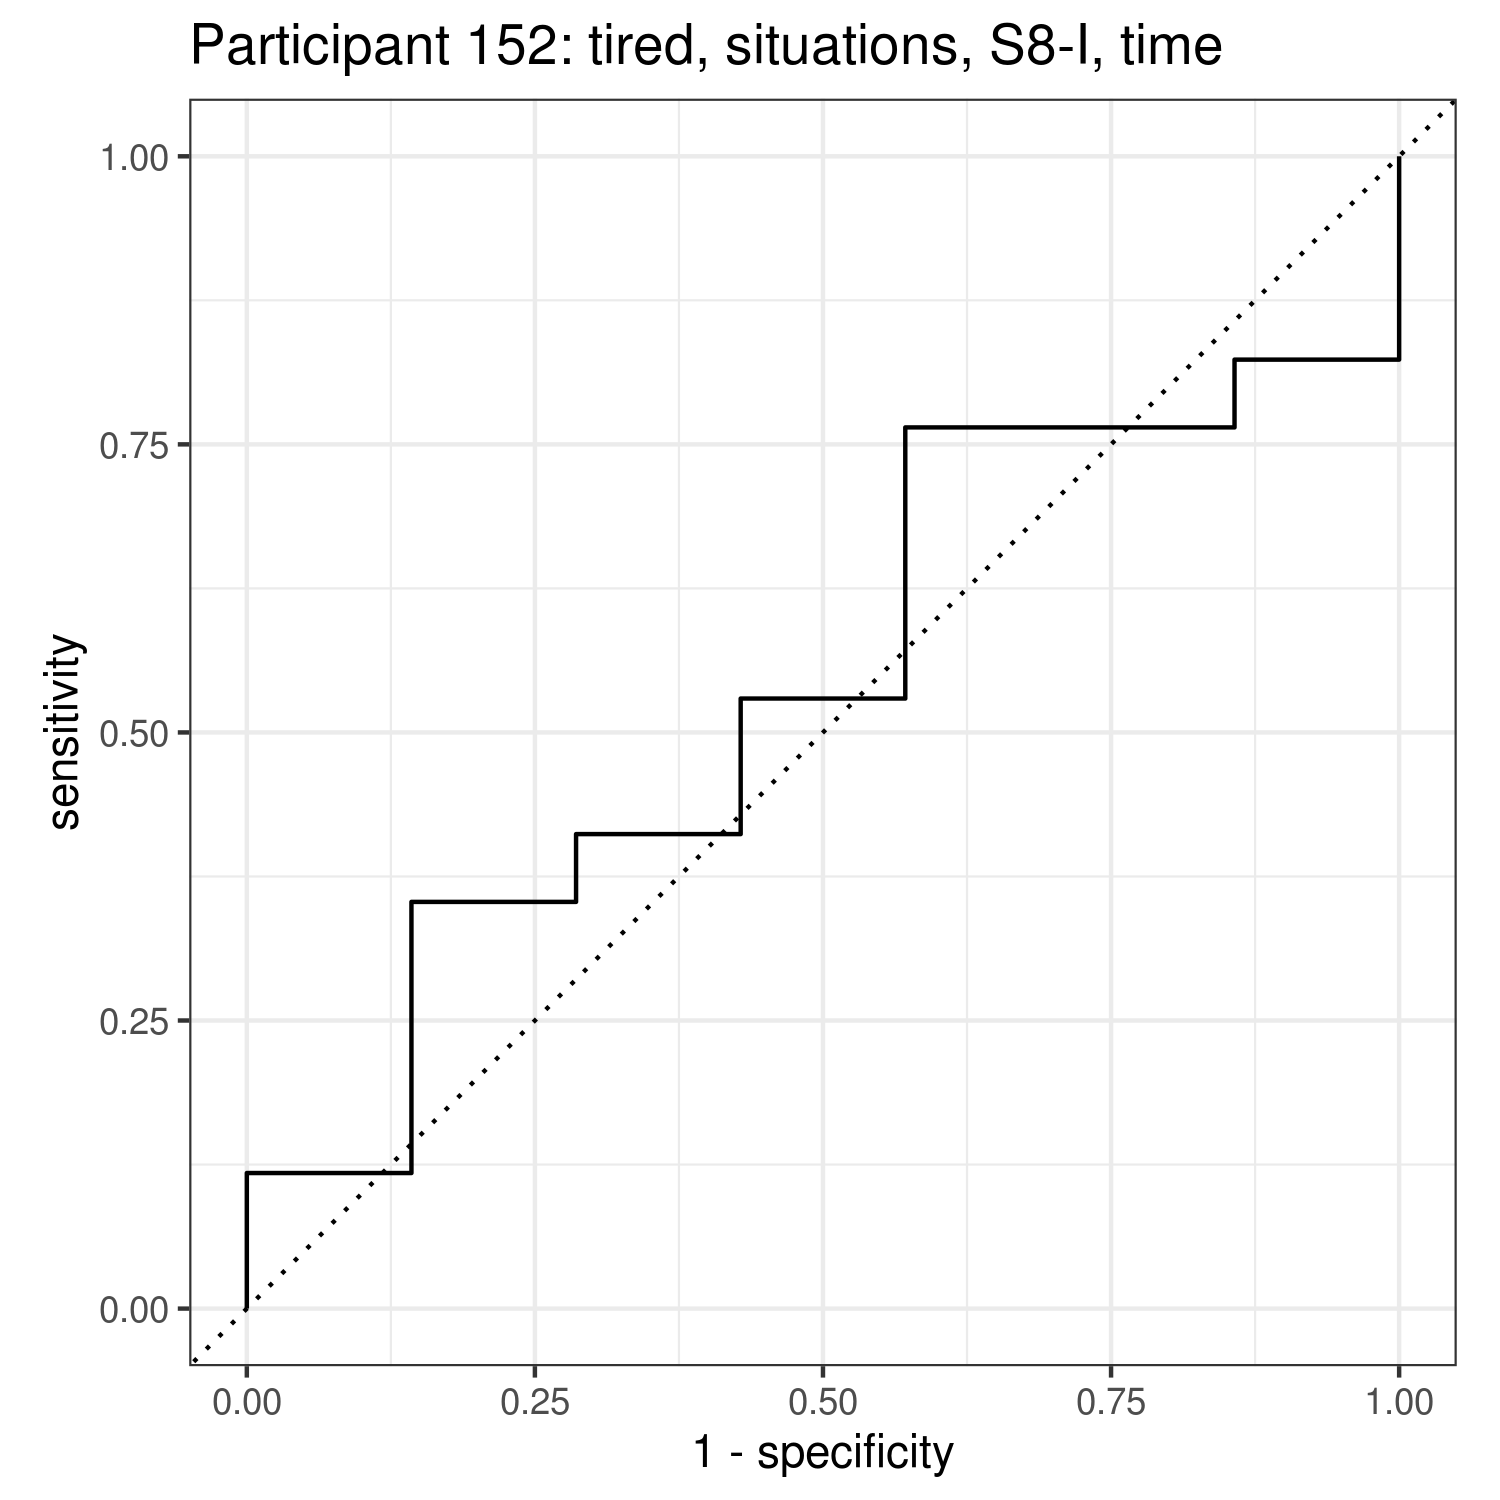 Participant 152: tired, situations, S8-I, time
1.00
0.75
0.50
0.25
0.00
sensitivity
0.00 0.25 0.50 0.75 1.00
1 - specificity